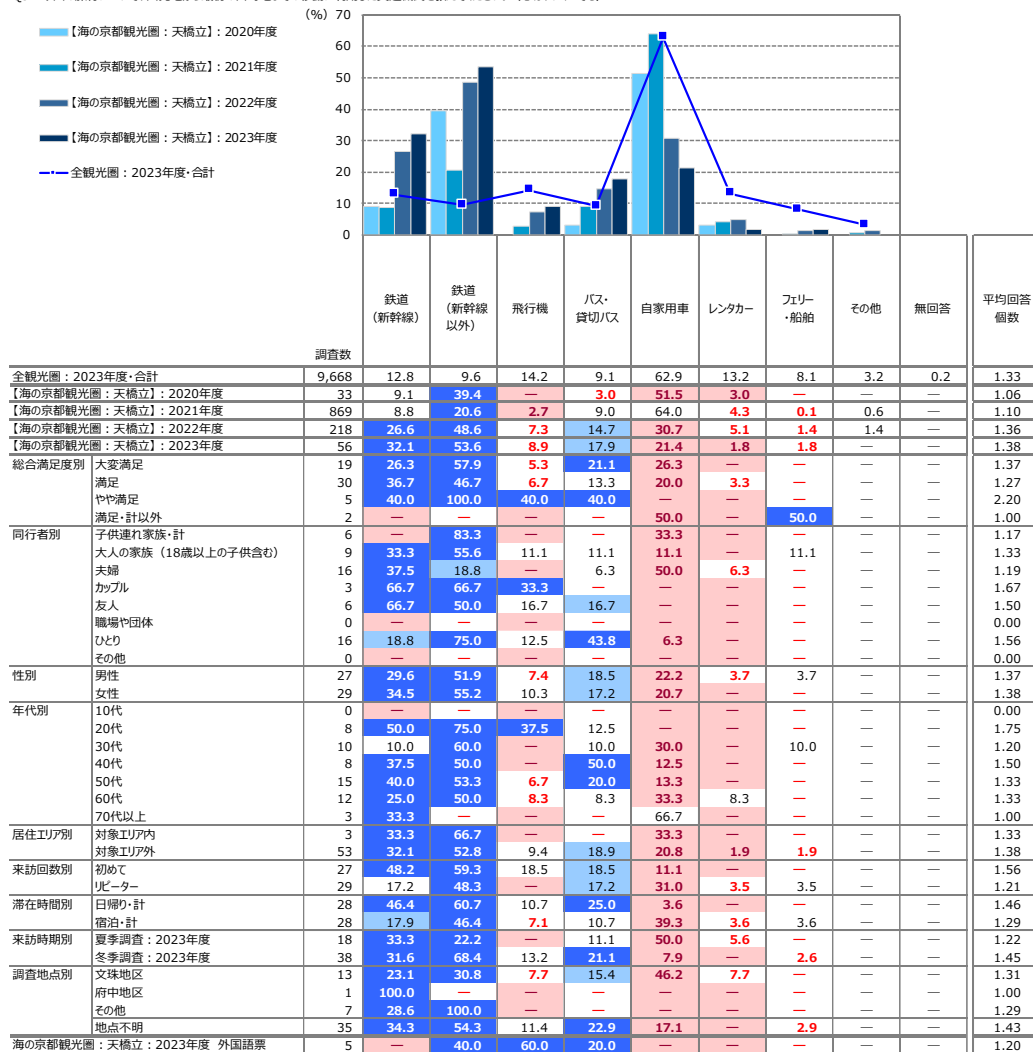 (%)
70
60
50
40
30
20
10
0
【海の京都観光圏：天橋立】：2020年度
【海の京都観光圏：天橋立】：2021年度
【海の京都観光圏：天橋立】：2022年度
【海の京都観光圏：天橋立】：2023年度
全観光圏：2023年度・合計
調査数 鉄道（新幹線） 鉄道（新幹線以外） 飛行機 バス・貸切バス 自家用車 レンタカー フェリー・船舶 その他 無回答 平均回答個数
全観光圏：2023年度・合計 9,668 12.8 9.6 14.2 9.1 62.9 13.2 8.1 3.2 0.2 1.33
【海の京都観光圏：天橋立】：2020年度 33 9.1 39.4 — 3.0 51.5 3.0 — — — 1.06
【海の京都観光圏：天橋立】：2021年度 869 8.8 20.6 2.7 9.0 64.0 4.3 0.1 0.6 — 1.10
【海の京都観光圏：天橋立】：2022年度 218 26.6 48.6 7.3 14.7 30.7 5.1 1.4 1.4 — 1.36
【海の京都観光圏：天橋立】：2023年度 56 32.1 53.6 8.9 17.9 21.4 1.8 1.8 — — 1.38
総合満足度別 大変満足 19 26.3 57.9 5.3 21.1 26.3 — — — — 1.37
満足 30 36.7 46.7 6.7 13.3 20.0 3.3 — — — 1.27
やや満足 5 40.0 100.0 40.0 40.0 — — — — — 2.20
満足・計以外 2 — — — — 50.0 — 50.0 — — 1.00
同行者別 子供連れ家族・計 6 — 83.3 — — 33.3 — — — — 1.17
大人の家族（18歳以上の子供含む） 9 33.3 55.6 11.1 11.1 11.1 — 11.1 — — 1.33
夫婦 16 37.5 18.8 — 6.3 50.0 6.3 — — — 1.19
カップル 3 66.7 66.7 33.3 — — — — — — 1.67
友人 6 66.7 50.0 16.7 16.7 — — — — — 1.50
職場や団体 0 — — — — — — — — — 0.00
ひとり 16 18.8 75.0 12.5 43.8 6.3 — — — — 1.56
その他 0 — — — — — — — — — 0.00
性別 男性 27 29.6 51.9 7.4 18.5 22.2 3.7 3.7 — — 1.37
女性 29 34.5 55.2 10.3 17.2 20.7 — — — — 1.38
年代別 10代 0 — — — — — — — — — 0.00
20代 8 50.0 75.0 37.5 12.5 — — — — — 1.75
30代 10 10.0 60.0 — 10.0 30.0 — 10.0 — — 1.20
40代 8 37.5 50.0 — 50.0 12.5 — — — — 1.50
50代 15 40.0 53.3 6.7 20.0 13.3 — — — — 1.33
60代 12 25.0 50.0 8.3 8.3 33.3 8.3 — — — 1.33
70代以上 3 33.3 — — — 66.7 — — — — 1.00
居住エリア別 対象エリア内 3 33.3 66.7 — — 33.3 — — — — 1.33
対象エリア外 53 32.1 52.8 9.4 18.9 20.8 1.9 1.9 — — 1.38
来訪回数別 初めて 27 48.2 59.3 18.5 18.5 11.1 — — — — 1.56
リピーター 29 17.2 48.3 — 17.2 31.0 3.5 3.5 — — 1.21
滞在時間別 日帰り・計 28 46.4 60.7 10.7 25.0 3.6 — — — — 1.46
宿泊・計 28 17.9 46.4 7.1 10.7 39.3 3.6 3.6 — — 1.29
来訪時期別 夏季調査：2023年度 18 33.3 22.2 — 11.1 50.0 5.6 — — — 1.22
冬季調査：2023年度 38 31.6 68.4 13.2 21.1 7.9 — 2.6 — — 1.45
調査地点別 文珠地区 13 23.1 30.8 7.7 15.4 46.2 7.7 — — — 1.31
府中地区 1 100.0 — — — — — — — — 1.00
その他 7 28.6 100.0 — — — — — — — 1.29
地点不明 35 34.3 54.3 11.4 22.9 17.1 — 2.9 — — 1.43
海の京都観光圏：天橋立：2023年度 外国語票 5 — 40.0 60.0 20.0 — — — — — 1.20